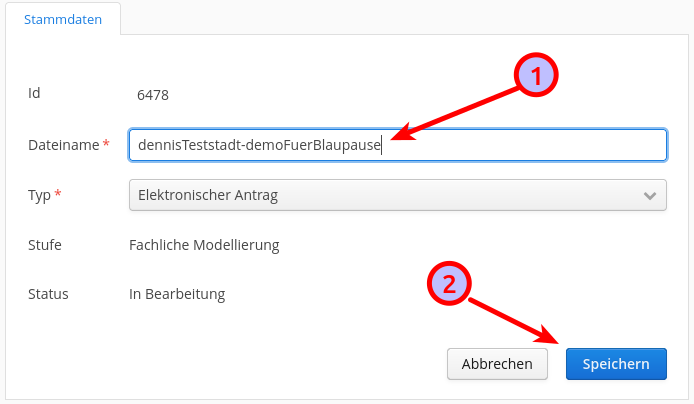 Stammdaten
1
Id 6478
Dateiname * dennisTeststadt-demoFuerBlaupause
Typ * Elektronischer Antrag
Stufe Fachliche Modellierung
2
Status In Bearbeitung
Abbrechen Speichern